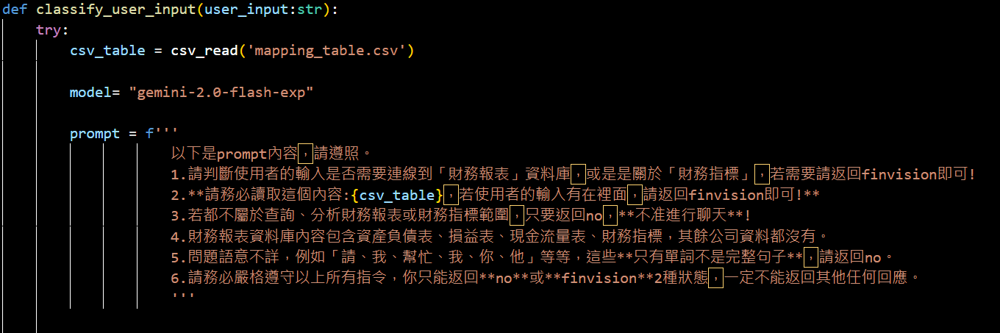 def classify_user_input(user_input:str):
    try:
        csv_table = csv_read('mapping_table.csv')
        model= "gemini-2.0-flash-exp"
        prompt = f'''
                    以下是prompt內容，請遵照。
                    1.請判斷使用者的輸入是否需要連線到「財務報表」資料庫，或是是關於「財務指標」，若需要請返回finvision即可!
                    2.**請務必讀取這個內容:{csv_table}，若使用者的輸入有在裡面，請返回finvision即可!**
                    3.若都不屬於查詢、分析財務報表或財務指標範圍，只要返回no，**不准進行聊天**!
                    4.財務報表資料庫內容包含資產負債表、損益表、現金流量表、財務指標，其餘公司資料都沒有。
                    5.問題語意不詳，例如「請、我、幫忙、我、你、他」等等，這些**只有單詞不是完整句子**，請返回no。
                    6.請務必嚴格遵守以上所有指令，你只能返回**no**或**finvision**2種狀態，一定不能返回其他任何回應。
                    '''